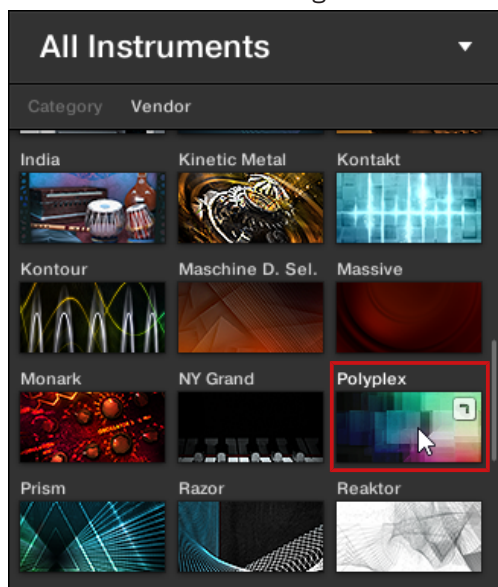 All Instruments
Category Vendor
India Kinetic Metal Kontakt
Kontour Maschine D. Sel. Massive
Monark NY Grand Polyplex
Prism Razor Reaktor